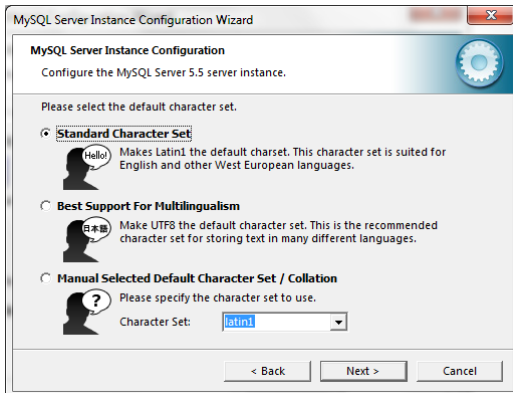 MySQL Server Instance Configuration Wizard
MySQL Server Instance Configuration
Configure the MySQL Server 5.5 server instance.
Please select the default character set.
Standard Character Set
Hello!
Makes Latin1 the default charset. This character set is suited for
English and other West European languages.
Best Support For Multilingualism
日本語
Make UTF8 the default character set. This is the recommended
character set for storing text in many different languages.
Manual Selected Default Character Set / Collation
?
Please specify the character set to use.
Character Set: latin1
< Back Next > Cancel